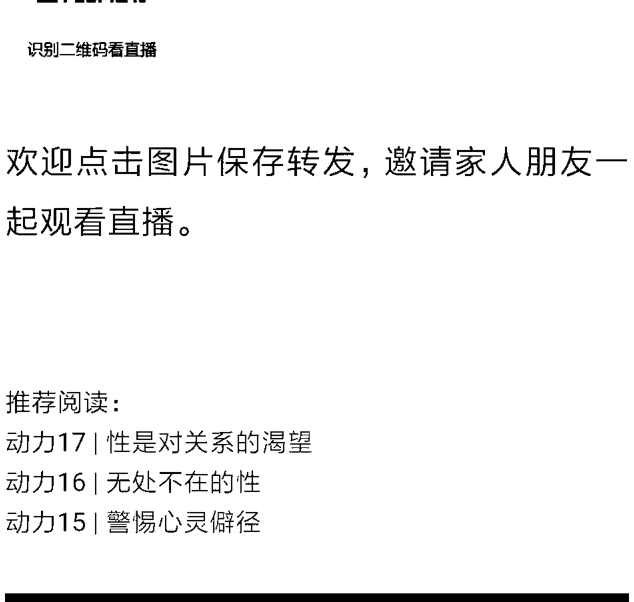 识别二维码看直播
欢迎点击图片保存转发，邀请家人朋友一
起观看直播。
推荐阅读：
动力17 | 性是对关系的渴望
动力16 | 无处不在的性
动力15 | 警惕心灵僻径